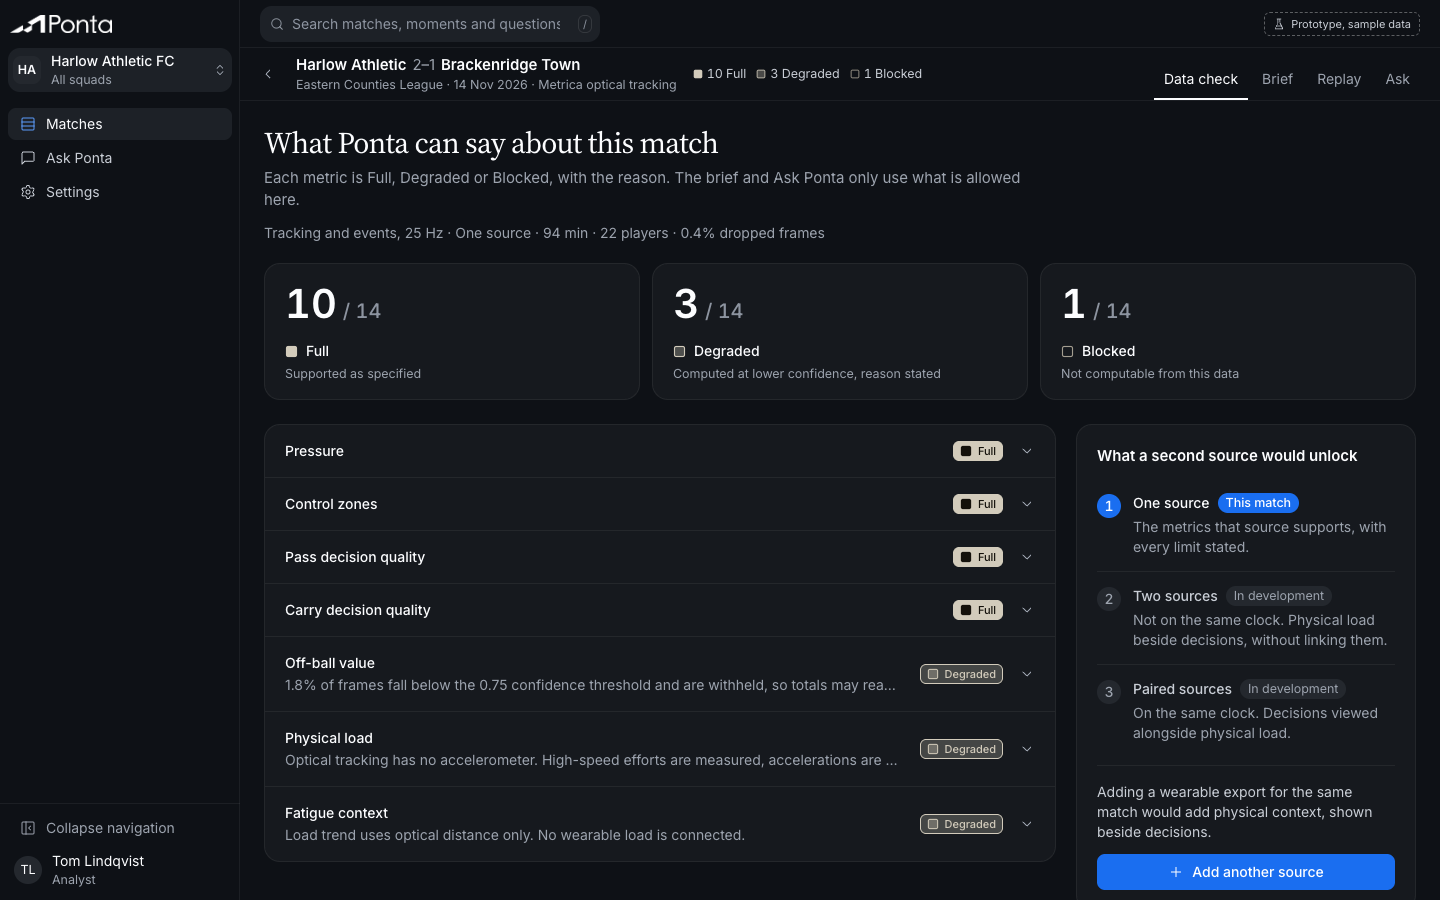 Ponta
Search matches, moments and questions
/
Prototype, sample data
HA
Harlow Athletic FC
All squads
Matches
Ask Ponta
Settings
Harlow Athletic 2–1 Brackenridge Town
Eastern Counties League · 14 Nov 2026 · Metrica optical tracking
10 Full
3 Degraded
1 Blocked
Data check
Brief
Replay
Ask
What Ponta can say about this match
Each metric is Full, Degraded or Blocked, with the reason. The brief and Ask Ponta only use what is allowed
here.
Tracking and events, 25 Hz · One source · 94 min · 22 players · 0.4% dropped frames
10 / 14
Full
Supported as specified
3 / 14
Degraded
Computed at lower confidence, reason stated
1 / 14
Blocked
Not computable from this data
Pressure
Full
Control zones
Full
Pass decision quality
Full
Carry decision quality
Full
Off-ball value
1.8% of frames fall below the 0.75 confidence threshold and are withheld, so totals may rea...
Degraded
Physical load
Optical tracking has no accelerometer. High-speed efforts are measured, accelerations are ...
Degraded
Fatigue context
Load trend uses optical distance only. No wearable load is connected.
Degraded
What a second source would unlock
1
One source
This match
The metrics that source supports, with
every limit stated.
2
Two sources
In development
Not on the same clock. Physical load
beside decisions, without linking them.
3
Paired sources
In development
On the same clock. Decisions viewed
alongside physical load.
Adding a wearable export for the same
match would add physical context, shown
beside decisions.
Add another source
Collapse navigation
TL
Tom Lindqvist
Analyst